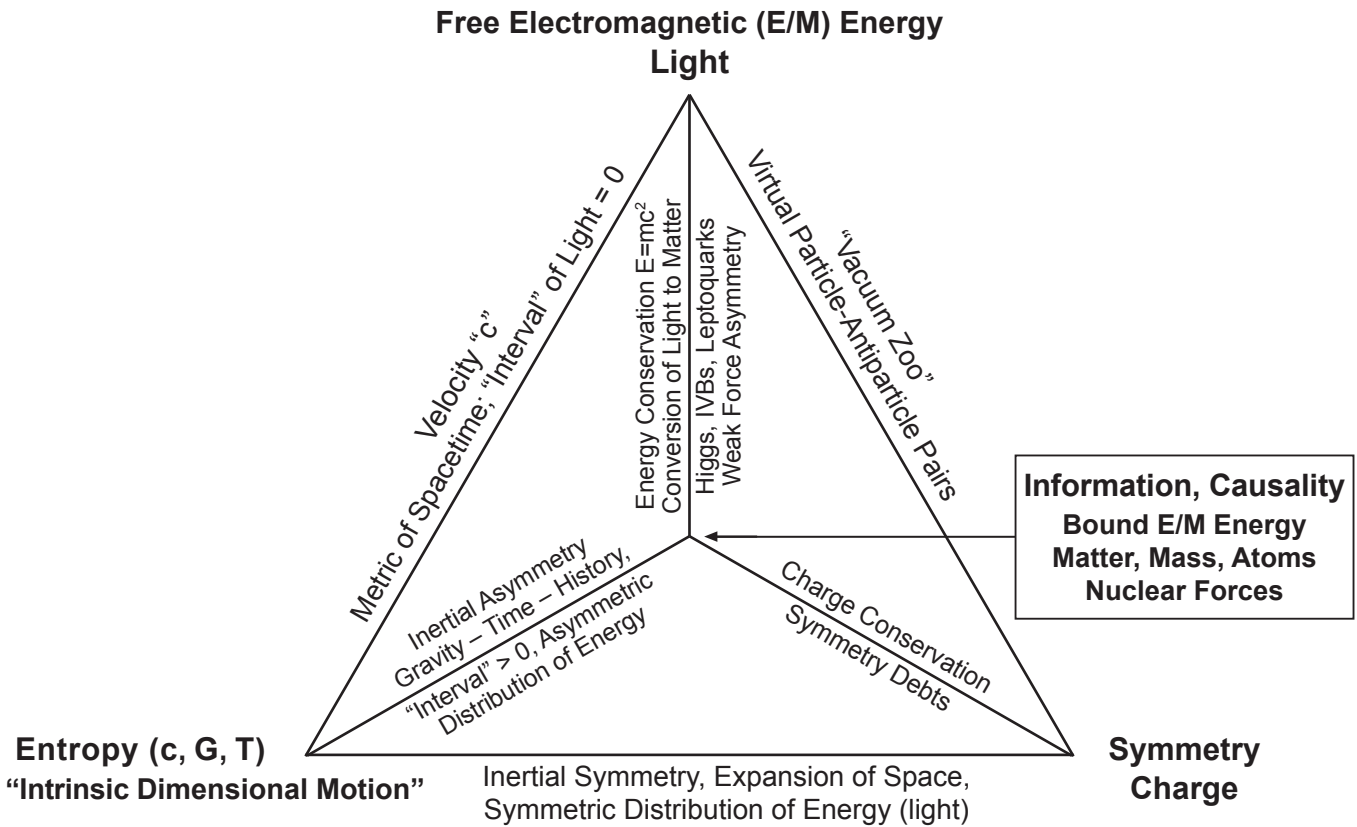 Free Electromagnetic (E/M) Energy
Light
Velocity “c”
Metric of Spacetime; “Interval” of Light = 0
Energy Conservation E=mc²
Conversion of Light to Matter
Higgs, IVBs, Leptoquarks
Weak Force Asymmetry
“Vacuum Zoo”
Virtual Particle-Antiparticle Pairs
Information, Causality
Bound E/M Energy
Matter, Mass, Atoms
Nuclear Forces
Inertial Asymmetry
Gravity – Time – History,
“Interval” > 0, Asymmetric
Distribution of Energy
Charge Conservation
Symmetry Debts
Entropy (c, G, T)
“Intrinsic Dimensional Motion”
Inertial Symmetry, Expansion of Space,
Symmetric Distribution of Energy (light)
Symmetry
Charge